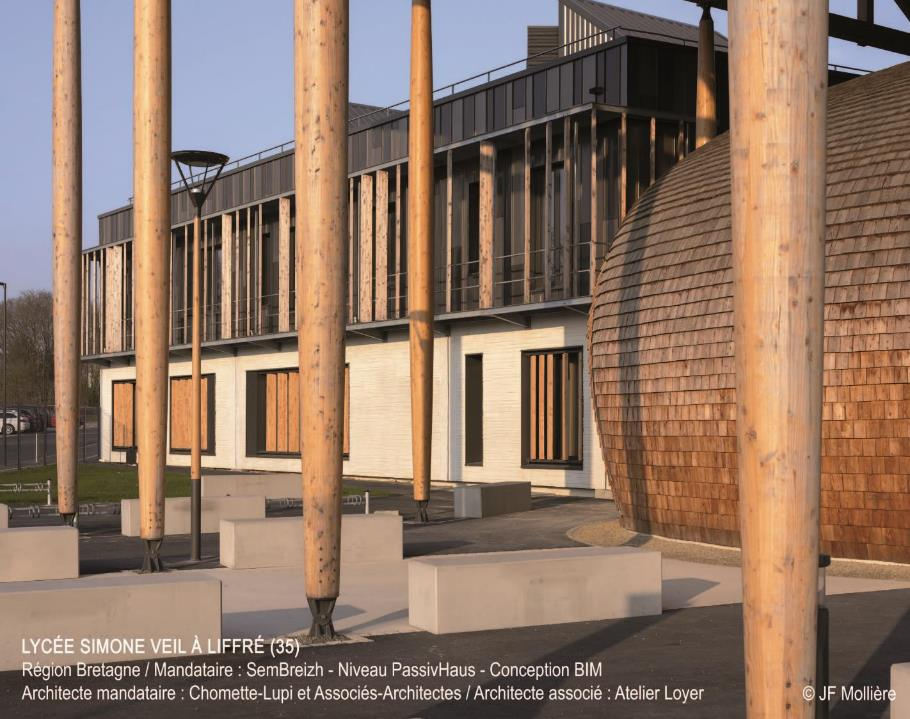 LYCÉE SIMONE VEIL À LIFFRÉ (35)
Région Bretagne / Mandataire : SemBreizh - Niveau PassivHaus - Conception BIM
Architecte mandataire : Chomette-Lupi et Associés-Architectes / Architecte associé : Atelier Loyer
© JF Mollière